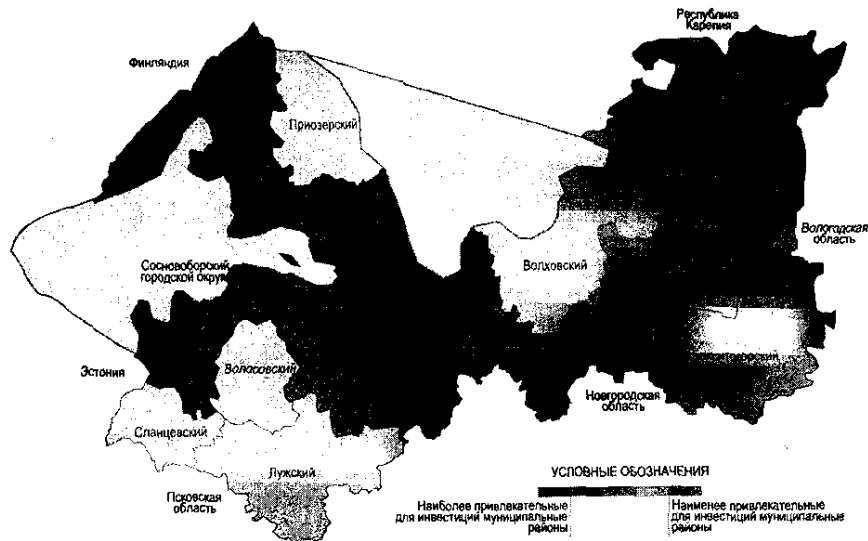 Республика
Карелия
Финляндия
Приозерский
Вологодская
область
Сосновоборский
городской округ
Волховский
Эстония
Волосовский
Новгородская
область
Сланцевский
Лужский
Псковская
область
УСЛОВНЫЕ ОБОЗНАЧЕНИЯ
Наиболее привлекательные
для инвестиций муниципальные
районы
Наименее привлекательные
для инвестиций муниципальные
районы